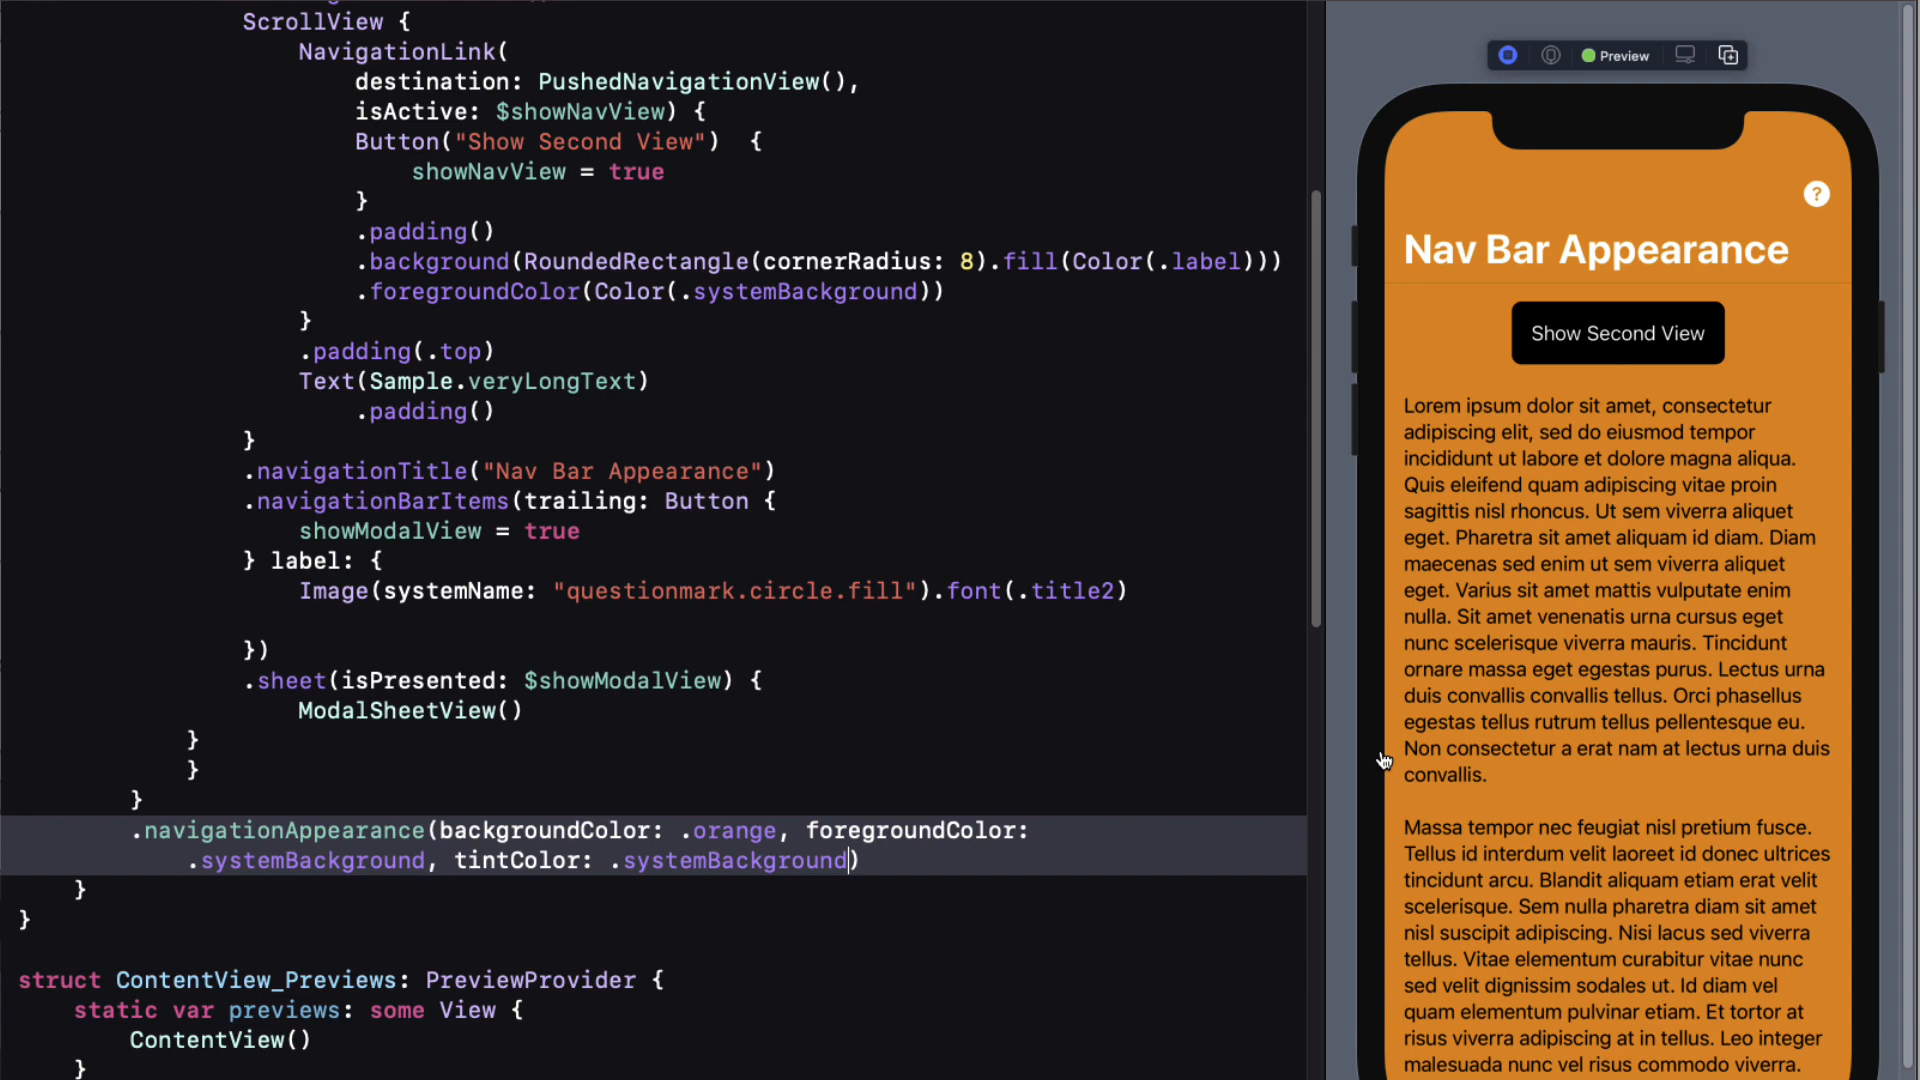 ScrollView {
NavigationLink(
destination: PushedNavigationView(),
isActive: $showNavView) {
Button("Show Second View")  {
showNavView = true
}
.padding()
.background(RoundedRectangle(cornerRadius: 8).fill(Color(.label)))
.foregroundColor(Color(.systemBackground))
}
.padding(.top)
Text(Sample.veryLongText)
.padding()
}
.navigationTitle("Nav Bar Appearance")
.navigationBarItems(trailing: Button {
showModalView = true
} label: {
Image(systemName: "questionmark.circle.fill").font(.title2)
})
.sheet(isPresented: $showModalView) {
ModalSheetView()
}
}
}
.navigationAppearance(backgroundColor: .orange, foregroundColor:
.systemBackground, tintColor: .systemBackground)
}
}
struct ContentView_Previews: PreviewProvider {
static var previews: some View {
ContentView()
}
Preview
?
Nav Bar Appearance
Show Second View
Lorem ipsum dolor sit amet, consectetur
adipiscing elit, sed do eiusmod tempor
incididunt ut labore et dolore magna aliqua.
Quis eleifend quam adipiscing vitae proin
sagittis nisl rhoncus. Ut sem viverra aliquet
eget. Pharetra sit amet aliquam id diam. Diam
maecenas sed enim ut sem viverra aliquet
eget. Varius sit amet mattis vulputate enim
nulla. Sit amet venenatis urna cursus eget
nunc scelerisque viverra mauris. Tincidunt
ornare massa eget egestas purus. Lectus urna
duis convallis convallis tellus. Orci phasellus
egestas tellus rutrum tellus pellentesque eu.
Non consectetur a erat nam at lectus urna duis
convallis.
Massa tempor nec feugiat nisl pretium fusce.
Tellus id interdum velit laoreet id donec ultrices
tincidunt arcu. Blandit aliquam etiam erat velit
scelerisque. Sem nulla pharetra diam sit amet
nisl suscipit adipiscing. Nisi lacus sed viverra
tellus. Vitae elementum curabitur vitae nunc
sed velit dignissim sodales ut. Id diam vel
quam elementum pulvinar etiam. Et tortor at
risus viverra adipiscing at in tellus. Leo integer
malesuada nunc vel risus commodo viverra.